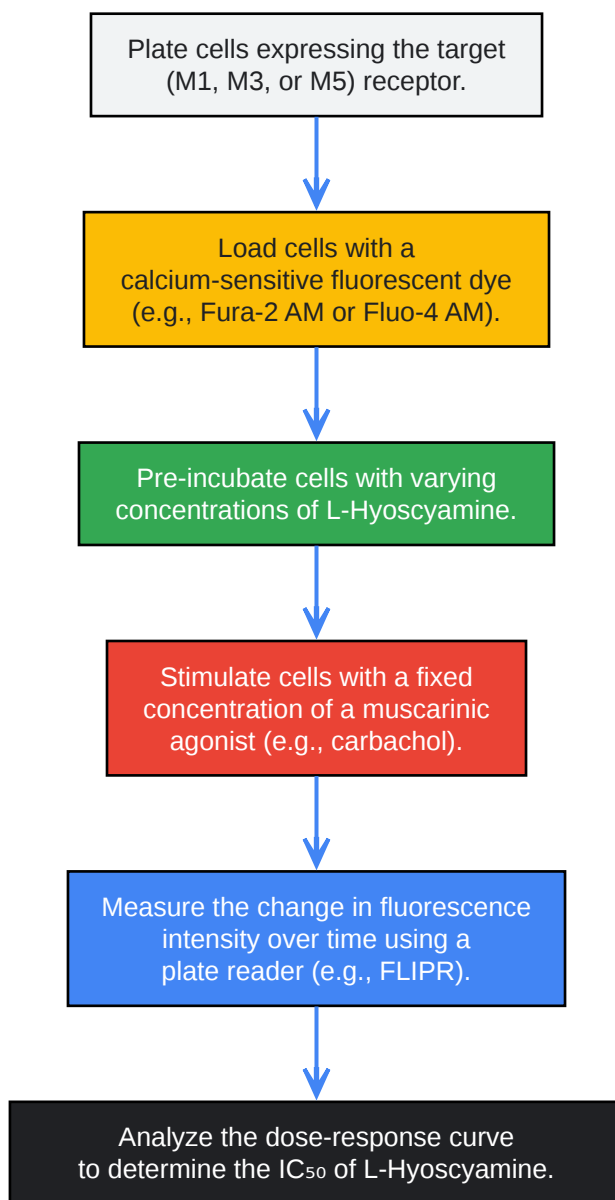 Plate cells expressing the target
(M1, M3, or M5) receptor.
Load cells with a
calcium-sensitive fluorescent dye
(e.g., Fura-2 AM or Fluo-4 AM).
Pre-incubate cells with varying
concentrations of L-Hyoscyamine.
Stimulate cells with a fixed
concentration of a muscarinic
agonist (e.g., carbachol).
Measure the change in fluorescence
intensity over time using a
plate reader (e.g., FLIPR).
Analyze the dose-response curve
to determine the IC₅₀ of L-Hyoscyamine.